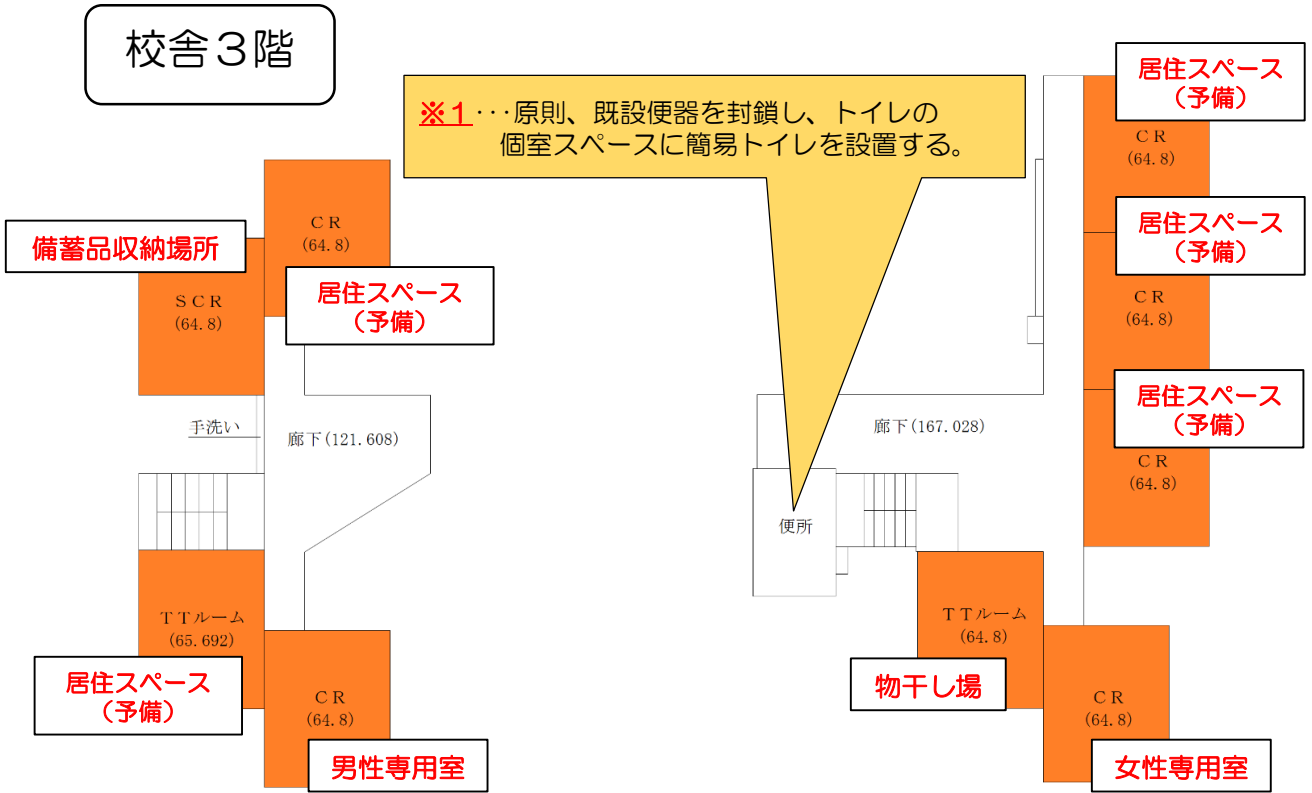 校舎３階
※１･･･原則、既設便器を封鎖し、トイレの
個室スペースに簡易トイレを設置する。
備蓄品収納場所
ＣＲ
(64.8)
居住スペース
（予備）
ＳＣＲ
(64.8)
手洗い
廊下(121.608)
ＴＴルーム
(65.692)
居住スペース
（予備）
ＣＲ
(64.8)
男性専用室
居住スペース
（予備）
ＣＲ
(64.8)
居住スペース
（予備）
ＣＲ
(64.8)
居住スペース
（予備）
ＣＲ
(64.8)
廊下(167.028)
便所
ＴＴルーム
(64.8)
物干し場
ＣＲ
(64.8)
女性専用室